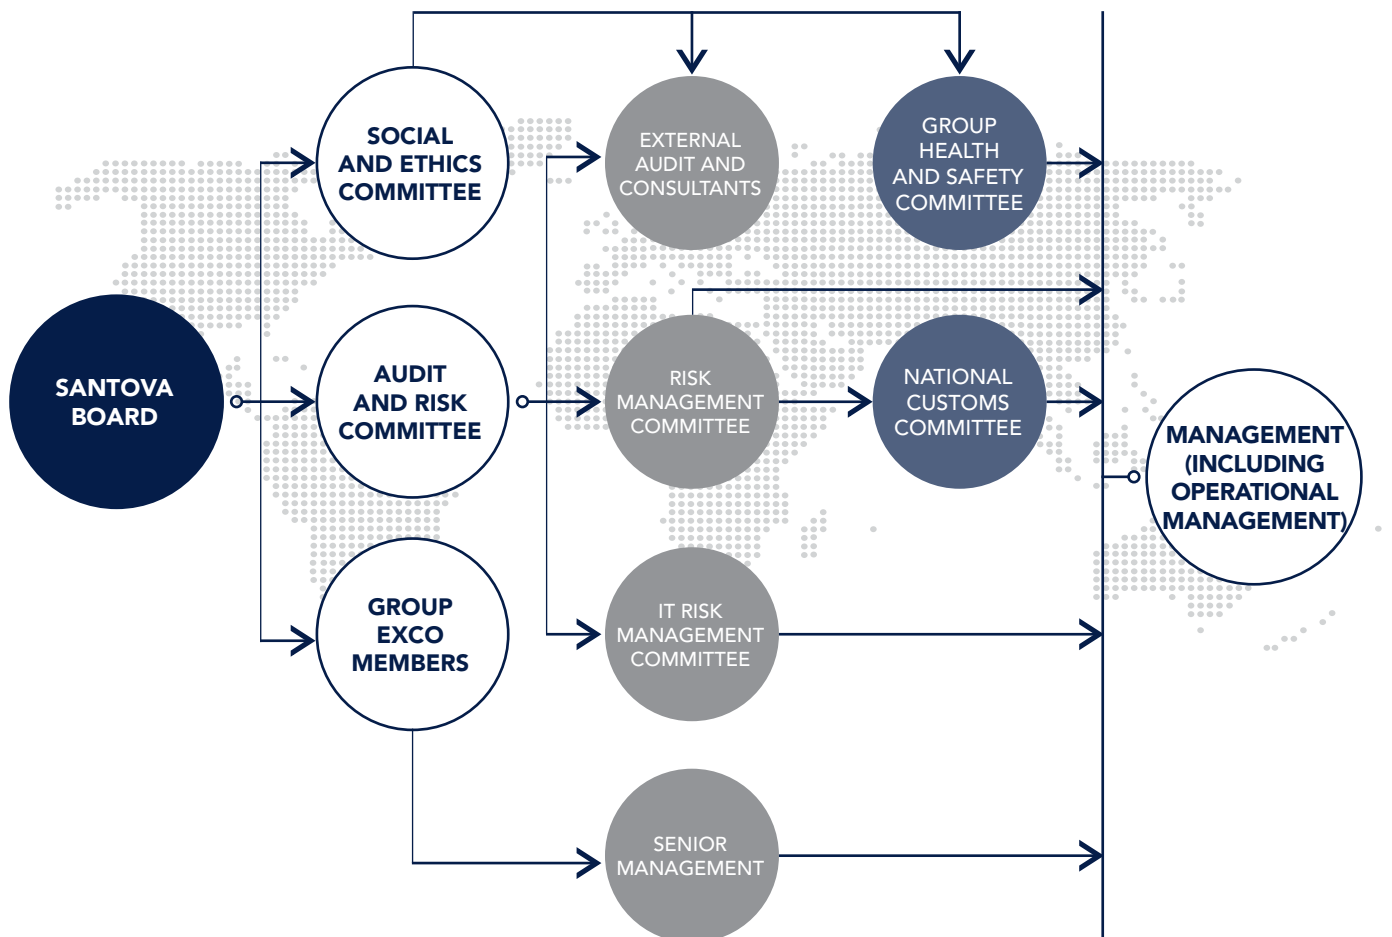 SANTOVA
BOARD
SOCIAL
AND ETHICS
COMMITTEE
AUDIT
AND RISK
COMMITTEE
GROUP
EXCO
MEMBERS
EXTERNAL
AUDIT AND
CONSULTANTS
RISK
MANAGEMENT
COMMITTEE
IT RISK
MANAGEMENT
COMMITTEE
SENIOR
MANAGEMENT
GROUP
HEALTH
AND SAFETY
COMMITTEE
NATIONAL
CUSTOMS
COMMITTEE
MANAGEMENT
(INCLUDING
OPERATIONAL
MANAGEMENT)